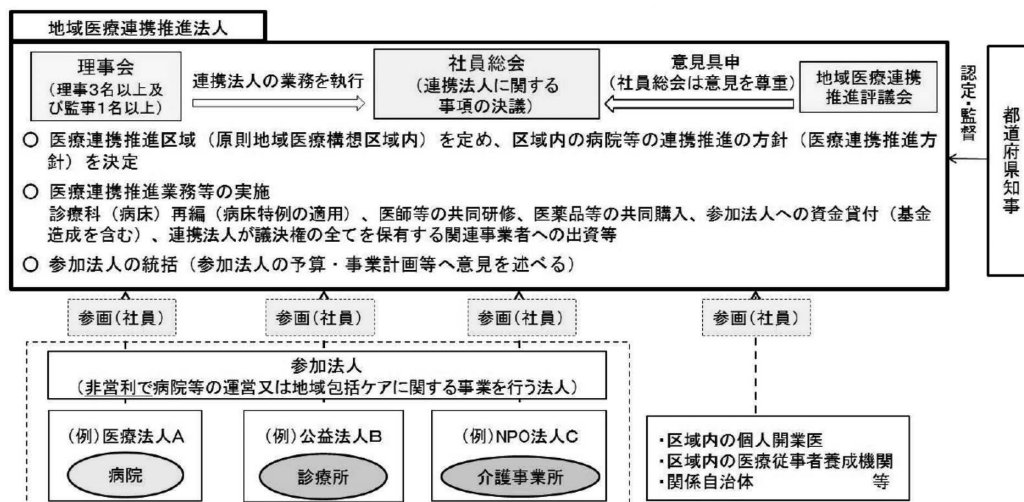 地域医療連携推進法人
理事会
(理事3名以上及
び監事1名以上)
連携法人の業務を執行
社員総会
(連携法人に関する
事項の決議)
意見具申
(社員総会は意見を尊重)
地域医療連携
推進評議会
認定・監督
都道府県知事
○ 医療連携推進区域(原則地域医療構想区域内)を定め、区域内の病院等の連携推進の方針(医療連携推進方
針)を決定
○ 医療連携推進業務等の実施
診療科(病床)再編(病床特例の適用)、医師等の共同研修、医薬品等の共同購入、参加法人への資金貸付(基金
造成を含む)、連携法人が議決権の全てを保有する関連事業者への出資等
○ 参加法人の統括(参加法人の予算・事業計画等へ意見を述べる)
参画(社員)
参画(社員)
参画(社員)
参画(社員)
参加法人
(非営利で病院等の運営又は地域包括ケアに関する事業を行う法人)
(例)医療法人A
病院
(例)公益法人B
診療所
(例)NPO法人C
介護事業所
・区域内の個人開業医
・区域内の医療従事者養成機関
・関係自治体 等